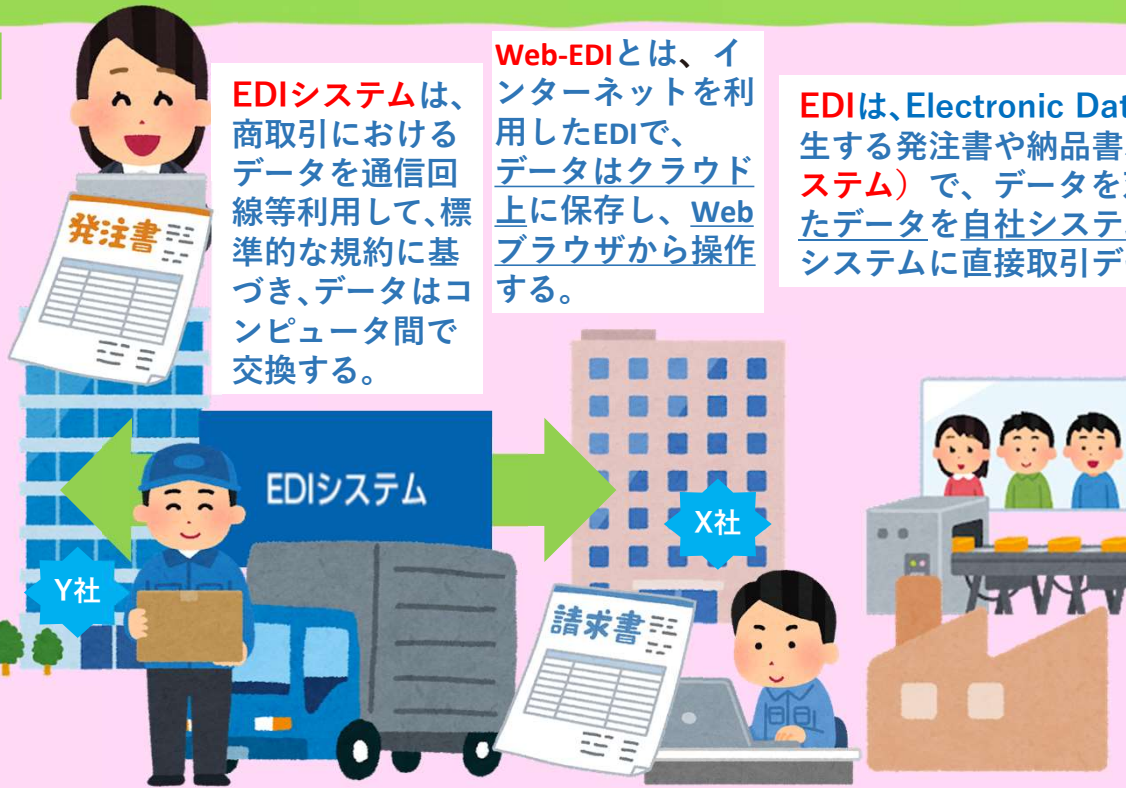 EDIシステムは、
商取引における
データを通信回
線等利用して、標
準的な規約に基
づき、データはコ
ンピュータ間で
交換する。
Web-EDIとは、イ
ンターネットを利
用したEDIで、
データはクラウド
上に保存し、Web
ブラウザから操作
する。
EDIは、Electronic Dat
生する発注書や納品書
ステム）で、データを
たデータを自社システ
システムに直接取引デ
発注書
EDIシステム
X社
Y社
請求書